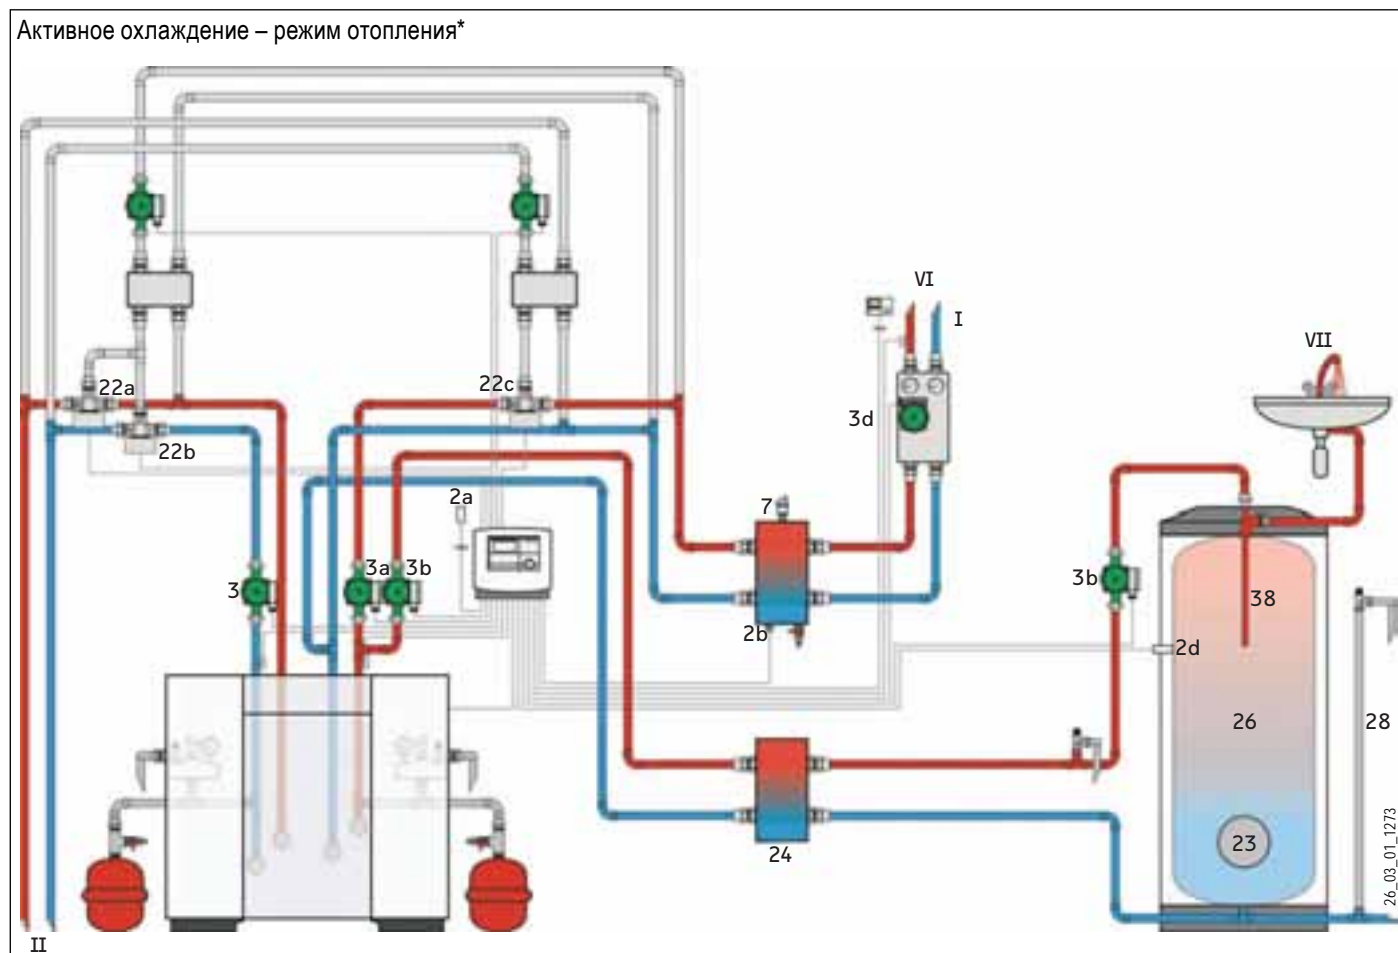 Активное охлаждение – режим отопления*
VI
I
VII
22a
22c
3d
22b
2a
7
3
3a
3b
3b
38
2b
2d
26
28
24
23
26_03_01_1273
II